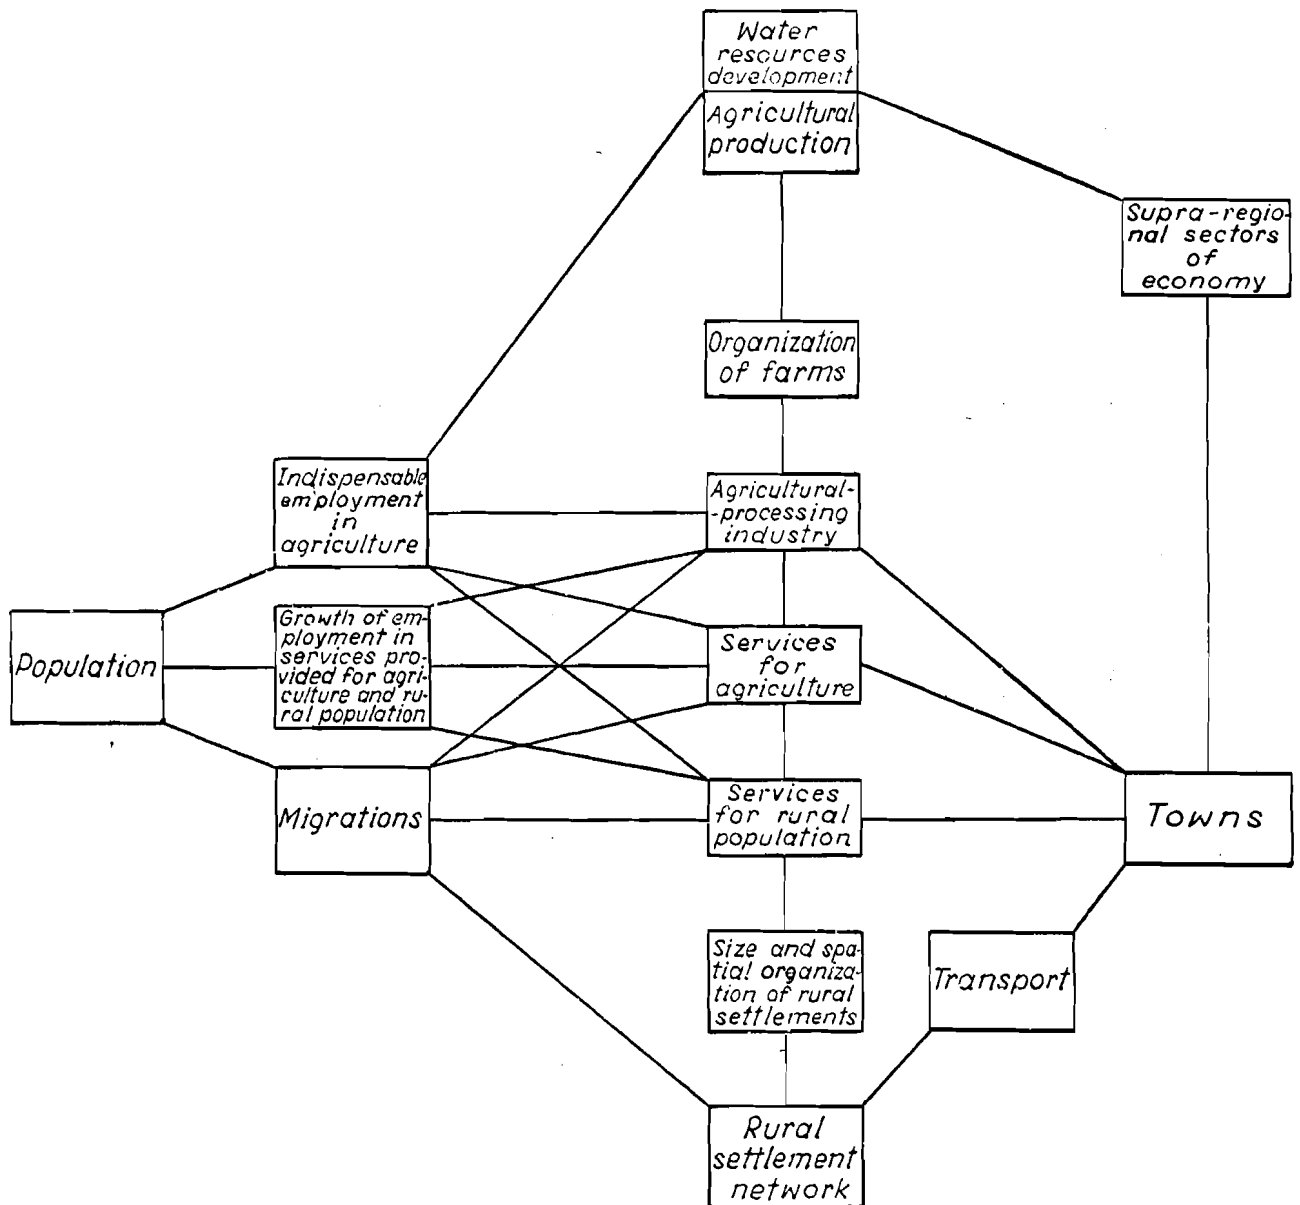 Water
resources
development
Agricultural
production
Supra-regio-
nal sectors
of
economy
Organization
of farms
Indispensable
employment
in
agriculture
Agricultural-
-processing
industry
Population
Growth of em-
ployment in
services pro-
vided for agri-
culture and ru-
ral population
Services
for
agriculture
Migrations
Services
for rural
population
Towns
Size and spa-
tial organiza-
tion of rural
settlements
Transport
Rural
settlement
network